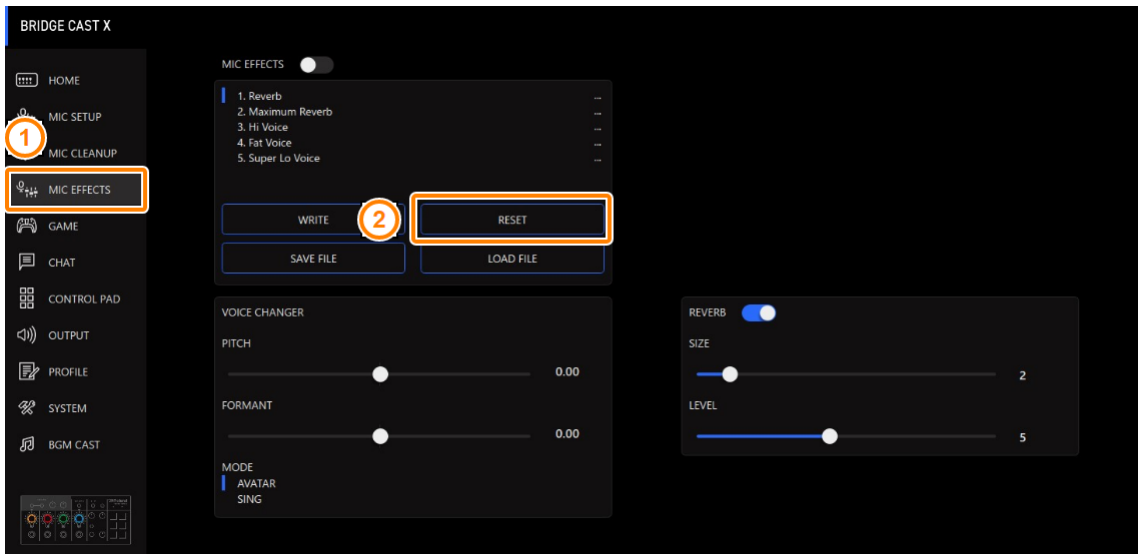 BRIDGE CAST X
HOME
MIC SETUP
1
MIC CLEANUP
MIC EFFECTS
GAME
CHAT
CONTROL PAD
OUTPUT
PROFILE
SYSTEM
BGM CAST
MIC EFFECTS
1. Reverb ...
2. Maximum Reverb ...
3. Hi Voice ...
4. Fat Voice ...
5. Super Lo Voice ...
WRITE 2 RESET
SAVE FILE LOAD FILE
VOICE CHANGER
PITCH
0.00
FORMANT
0.00
MODE
AVATAR
SING
REVERB
SIZE
2
LEVEL
5